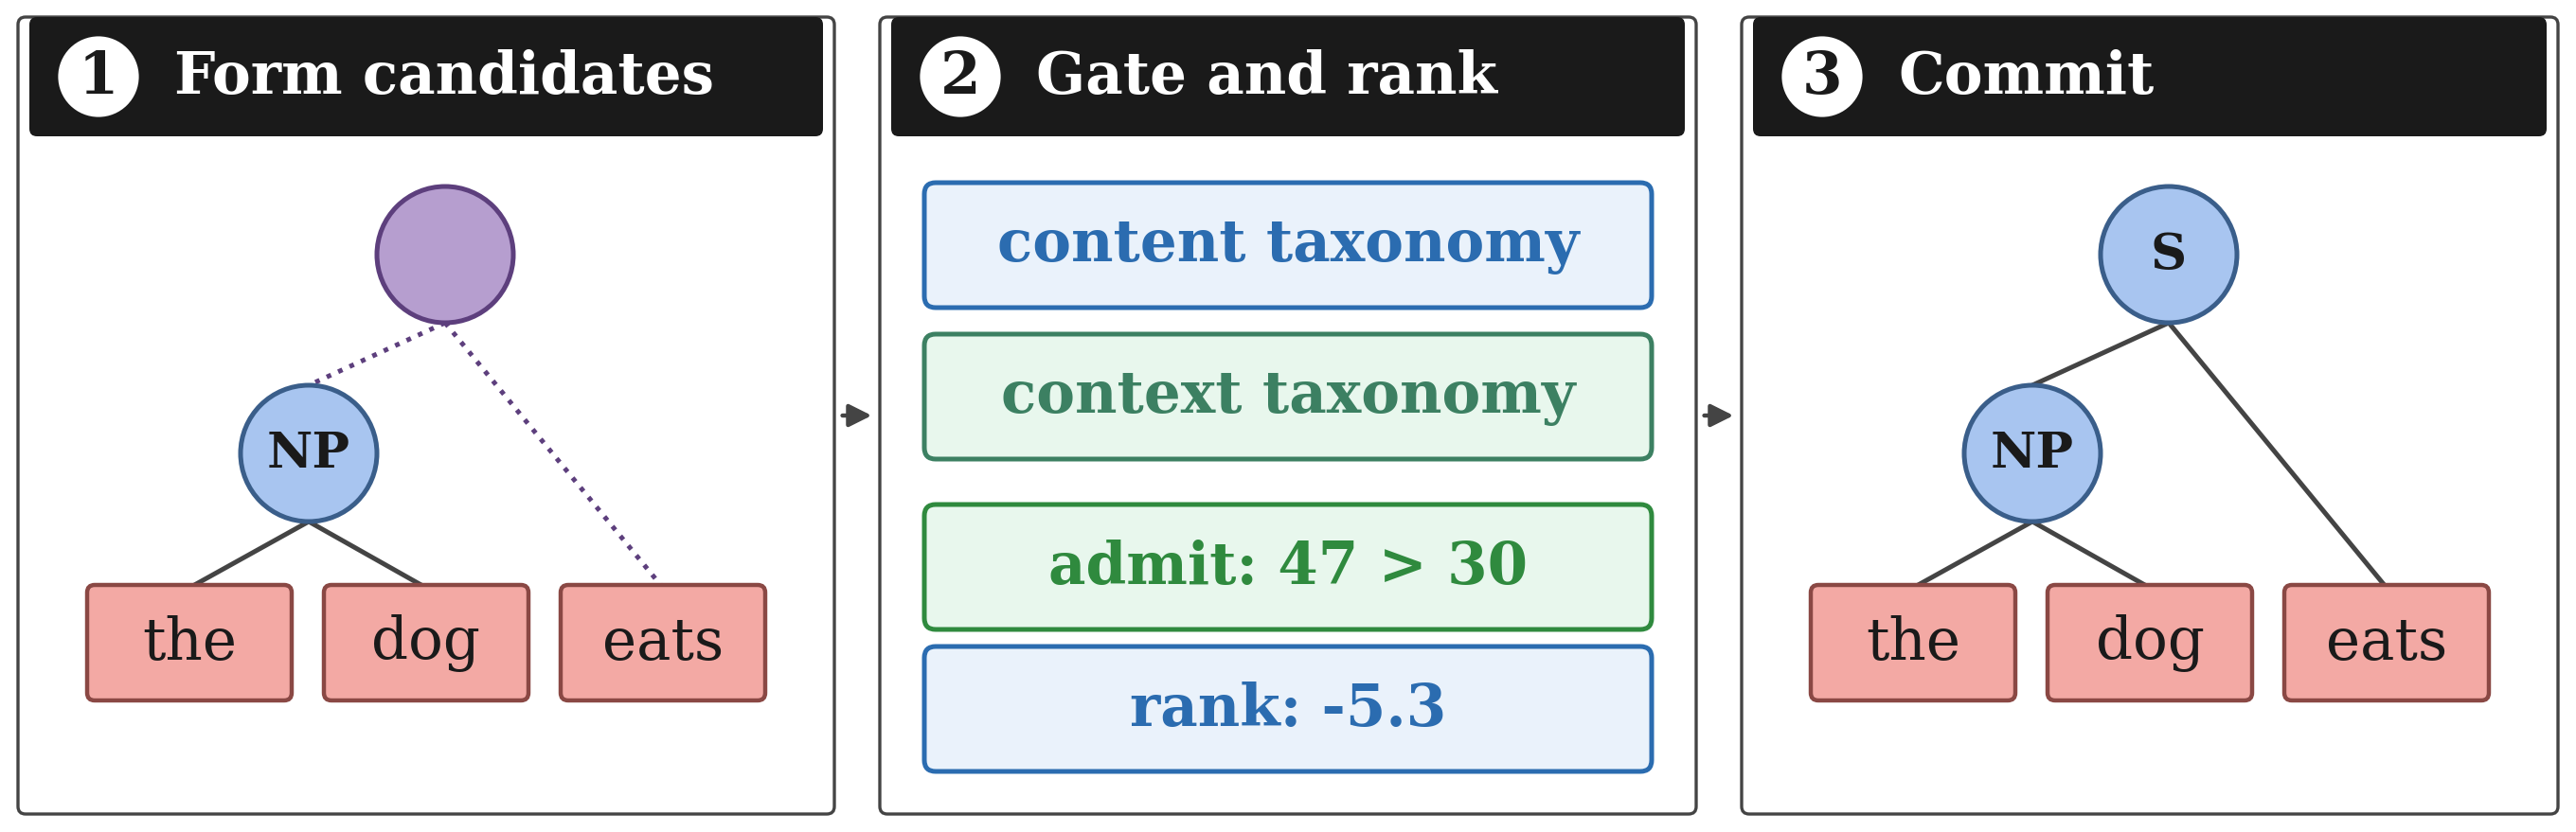 1 Form candidates
NP
the dog eats
2 Gate and rank
content taxonomy
context taxonomy
admit: 47 > 30
rank: -5.3
3 Commit
S
NP
the dog eats